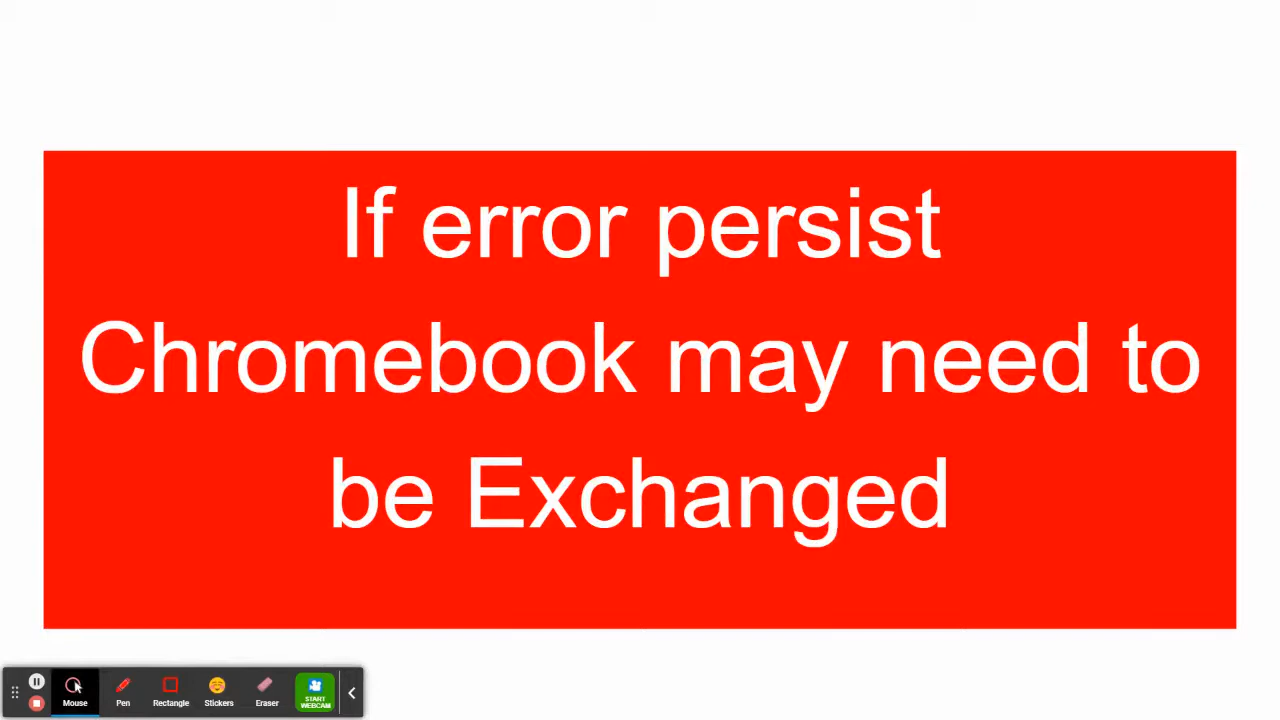 If error persist
Chromebook may need to
be Exchanged
Mouse
Pen
Rectangle
Stickers
Eraser
START
WEBCAM